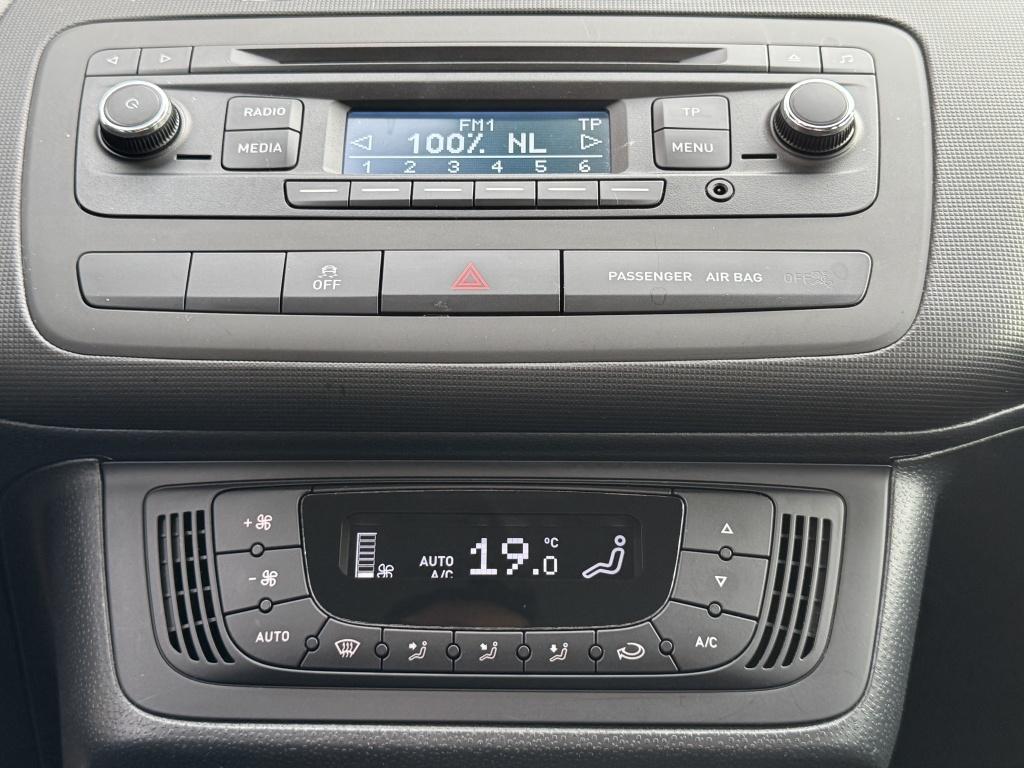 RADIO
MEDIA
FM1 TP
100% NL
1 2 3 4 5 6
TP
MENU
OFF
PASSENGER AIR BAG OFF
AUTO
A/C
19.0 °C
+
-
AUTO
A/C